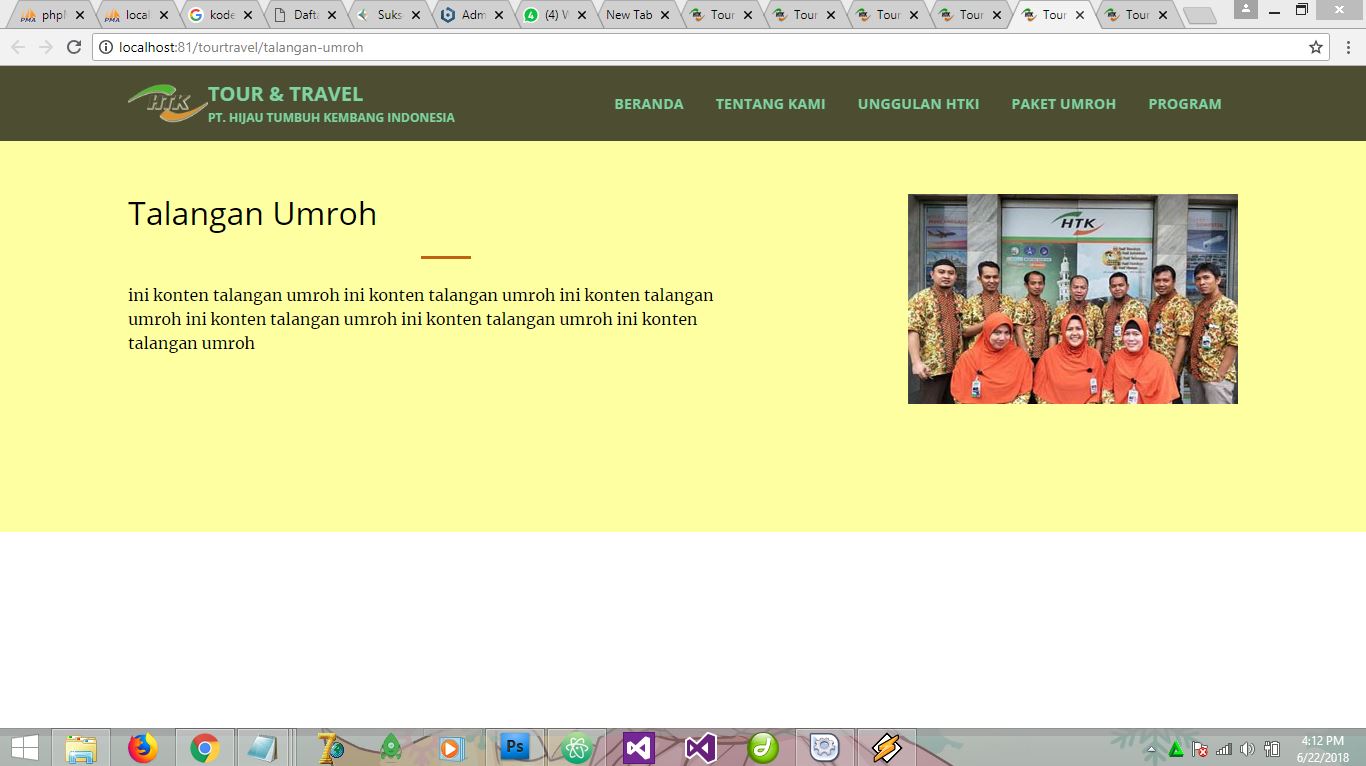 phpM
local
kode
Dafta
Suks
Adm
(4) W
New Tab
Tour
Tour
Tour
Tour
Tour
Tour
localhost:81/tourtravel/talangan-umroh
HTK
TOUR & TRAVEL
PT. HIJAU TUMBUH KEMBANG INDONESIA
BERANDA
TENTANG KAMI
UNGGULAN HTKI
PAKET UMROH
PROGRAM
Talangan Umroh
HTK
ini konten talangan umroh ini konten talangan umroh ini konten talangan
umroh ini konten talangan umroh ini konten talangan umroh ini konten
talangan umroh
Ps
4:12 PM
6/22/2018